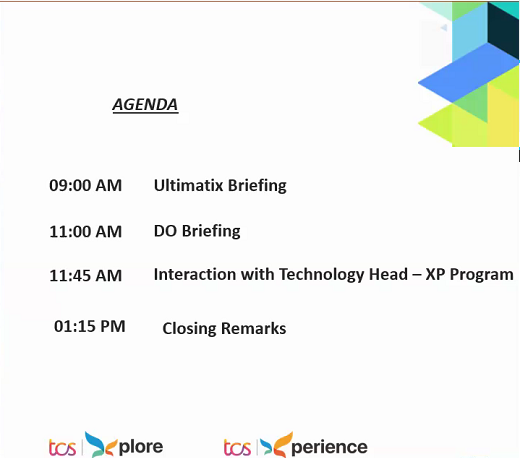 AGENDA
09:00 AM Ultimatix Briefing
11:00 AM DO Briefing
11:45 AM Interaction with Technology Head – XP Program
01:15 PM Closing Remarks
tcs | Xplore tcs | Xperience